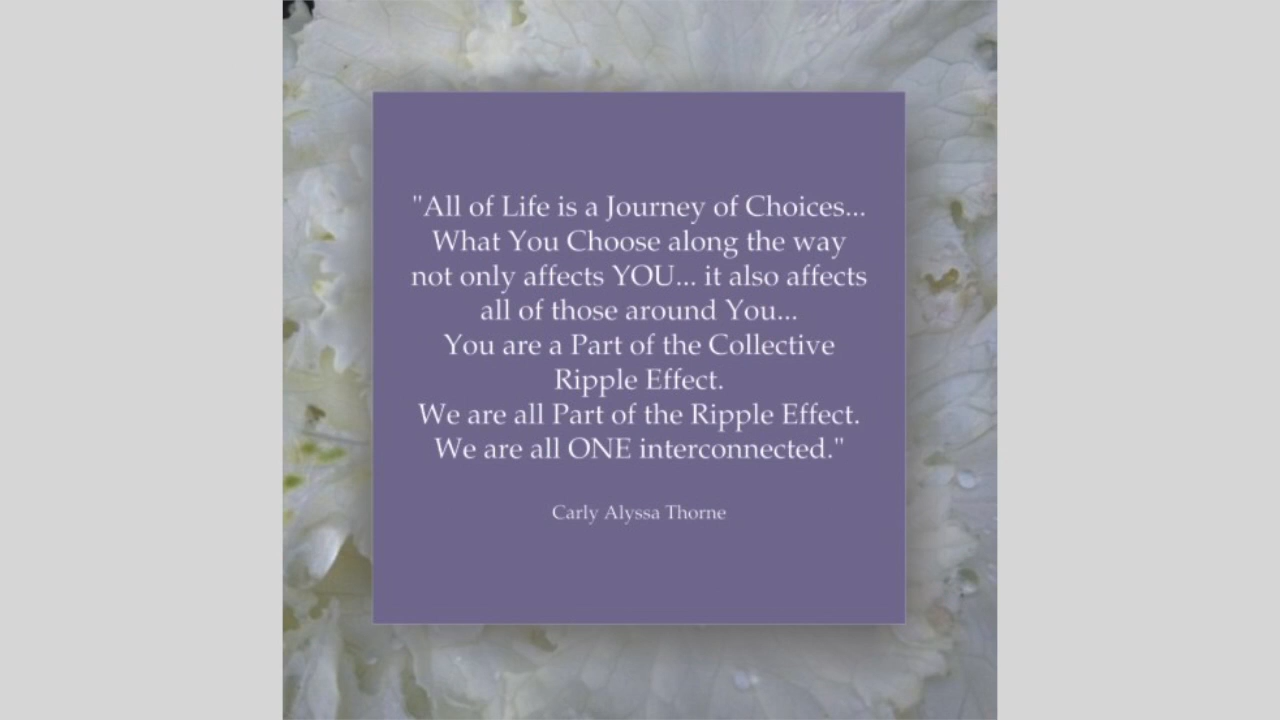 "All of Life is a Journey of Choices...
What You Choose along the way
not only affects YOU... it also affects
all of those around You...
You are a Part of the Collective
Ripple Effect.
We are all Part of the Ripple Effect.
We are all ONE interconnected."
Carly Alyssa Thorne